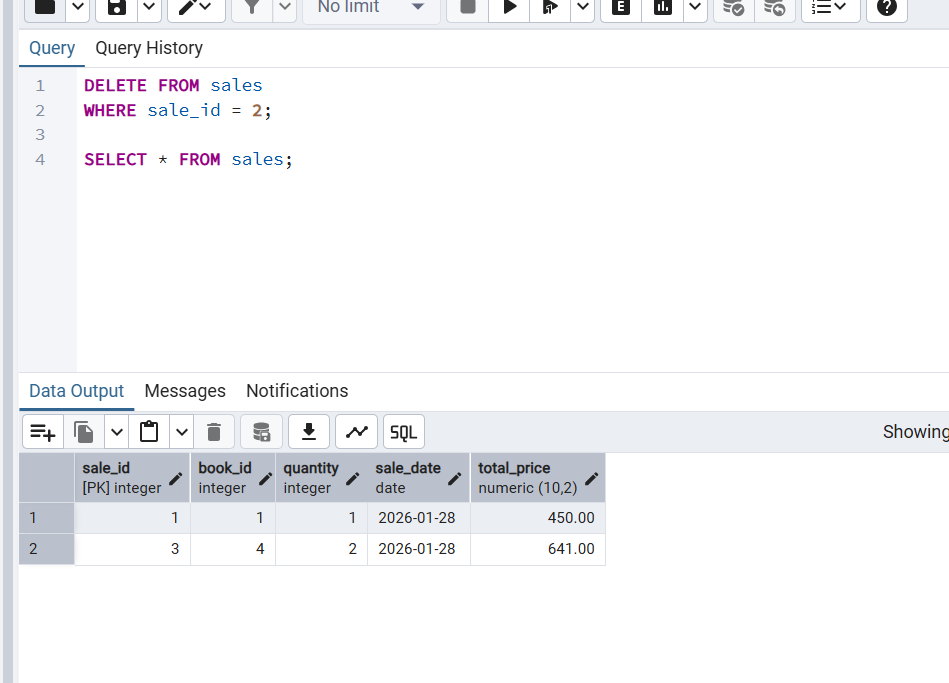 No limit
E
Query Query History
1 DELETE FROM sales
2 WHERE sale_id = 2;
3
4 SELECT * FROM sales;
Data Output Messages Notifications
SQL Showing
sale_id book_id quantity sale_date total_price
[PK] integer integer integer date numeric (10,2)
1 1 1 1 2026-01-28 450.00
2 3 4 2 2026-01-28 641.00